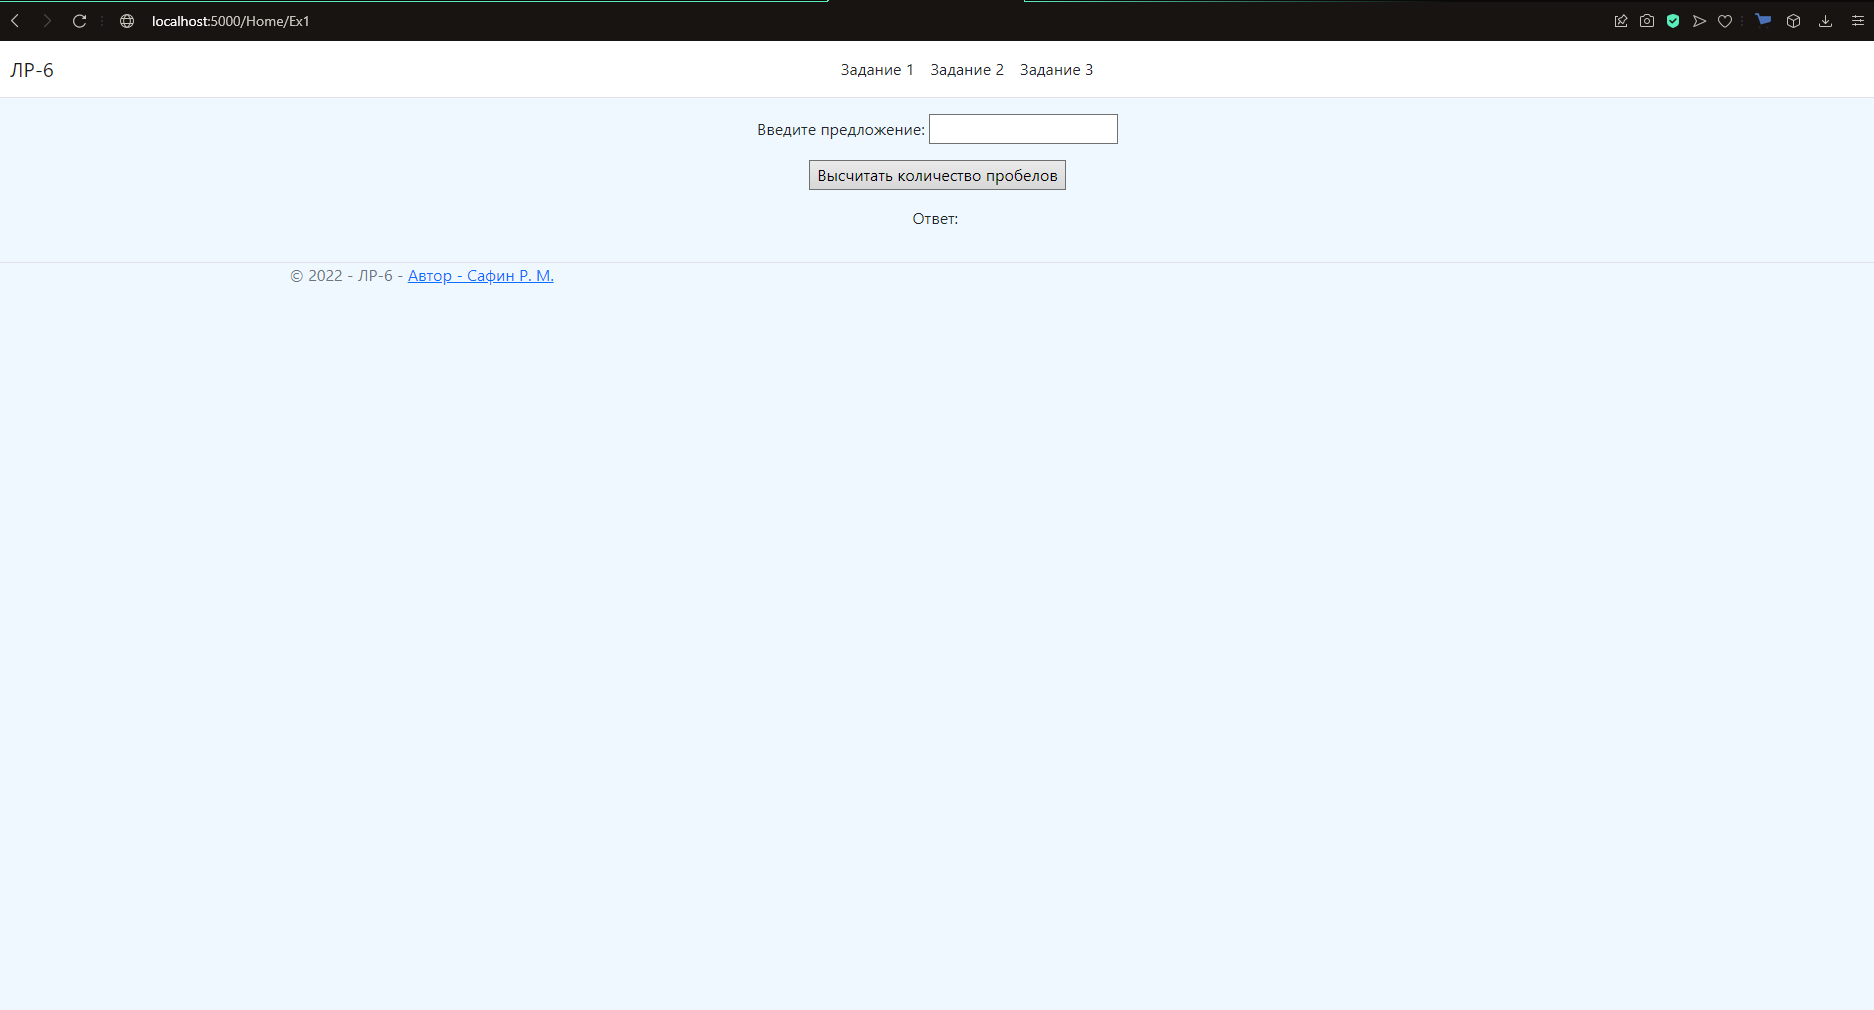 localhost:5000/Home/Ex1
ЛР-6 Задание 1 Задание 2 Задание 3
Введите предложение:
Высчитать количество пробелов
Ответ:
© 2022 - ЛР-6 - Автор - Сафин Р. М.